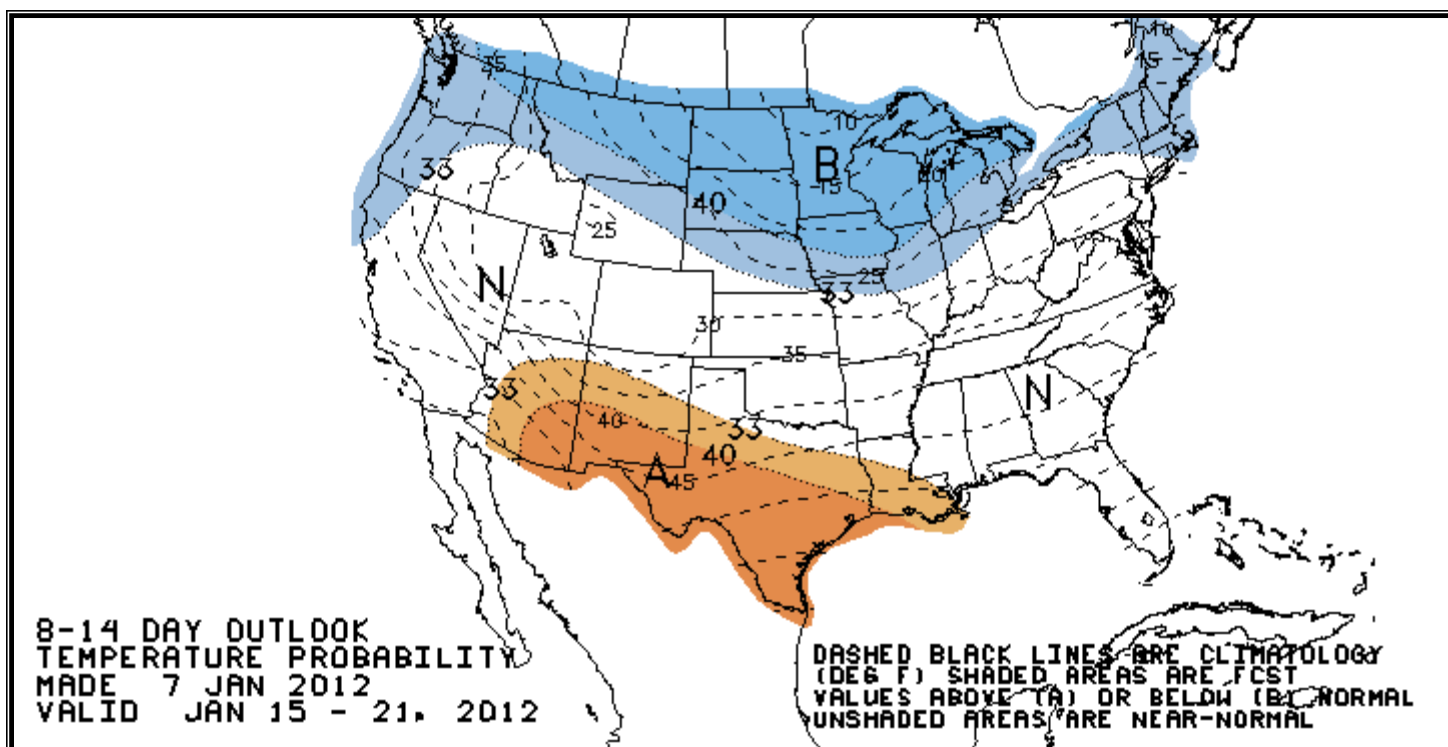 35
10
15
10
33
B
15
20
40
25
25
N
33
30
35
33
N
40
33
40
A
45
8-14 DAY OUTLOOK
TEMPERATURE PROBABILITY
MADE 7 JAN 2012
VALID JAN 15 - 21, 2012
DASHED BLACK LINES ARE CLIMATOLOGY
(DEG F) SHADED AREAS ARE FCST
VALUES ABOVE (A) OR BELOW (B) NORMAL
UNSHADED AREAS ARE NEAR-NORMAL